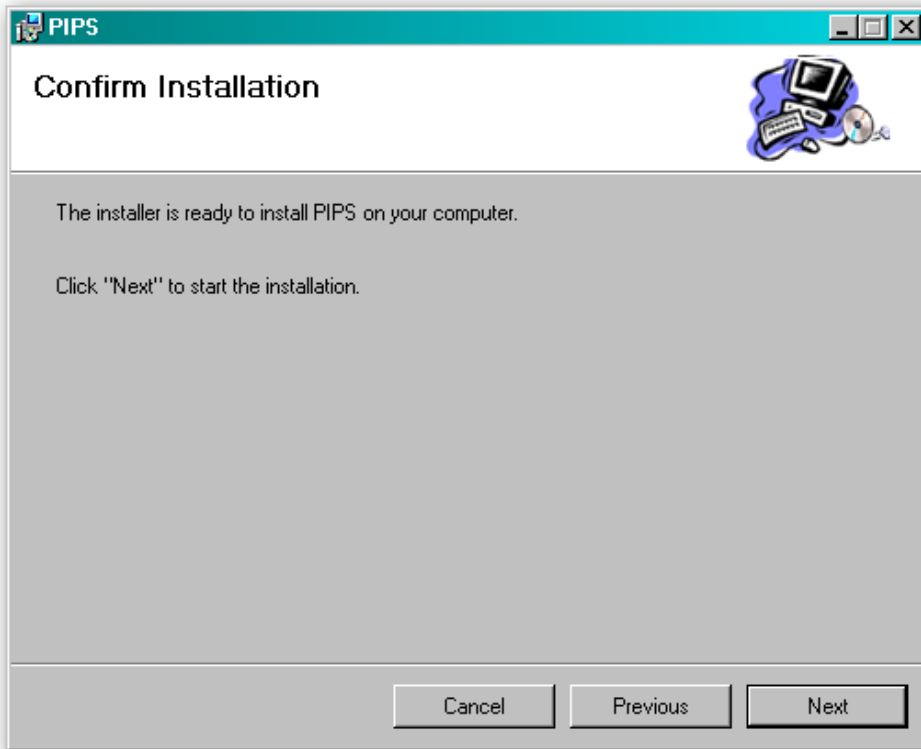 PIPS
Confirm Installation
The installer is ready to install PIPS on your computer.
Click "Next" to start the installation.
Cancel
Previous
Next